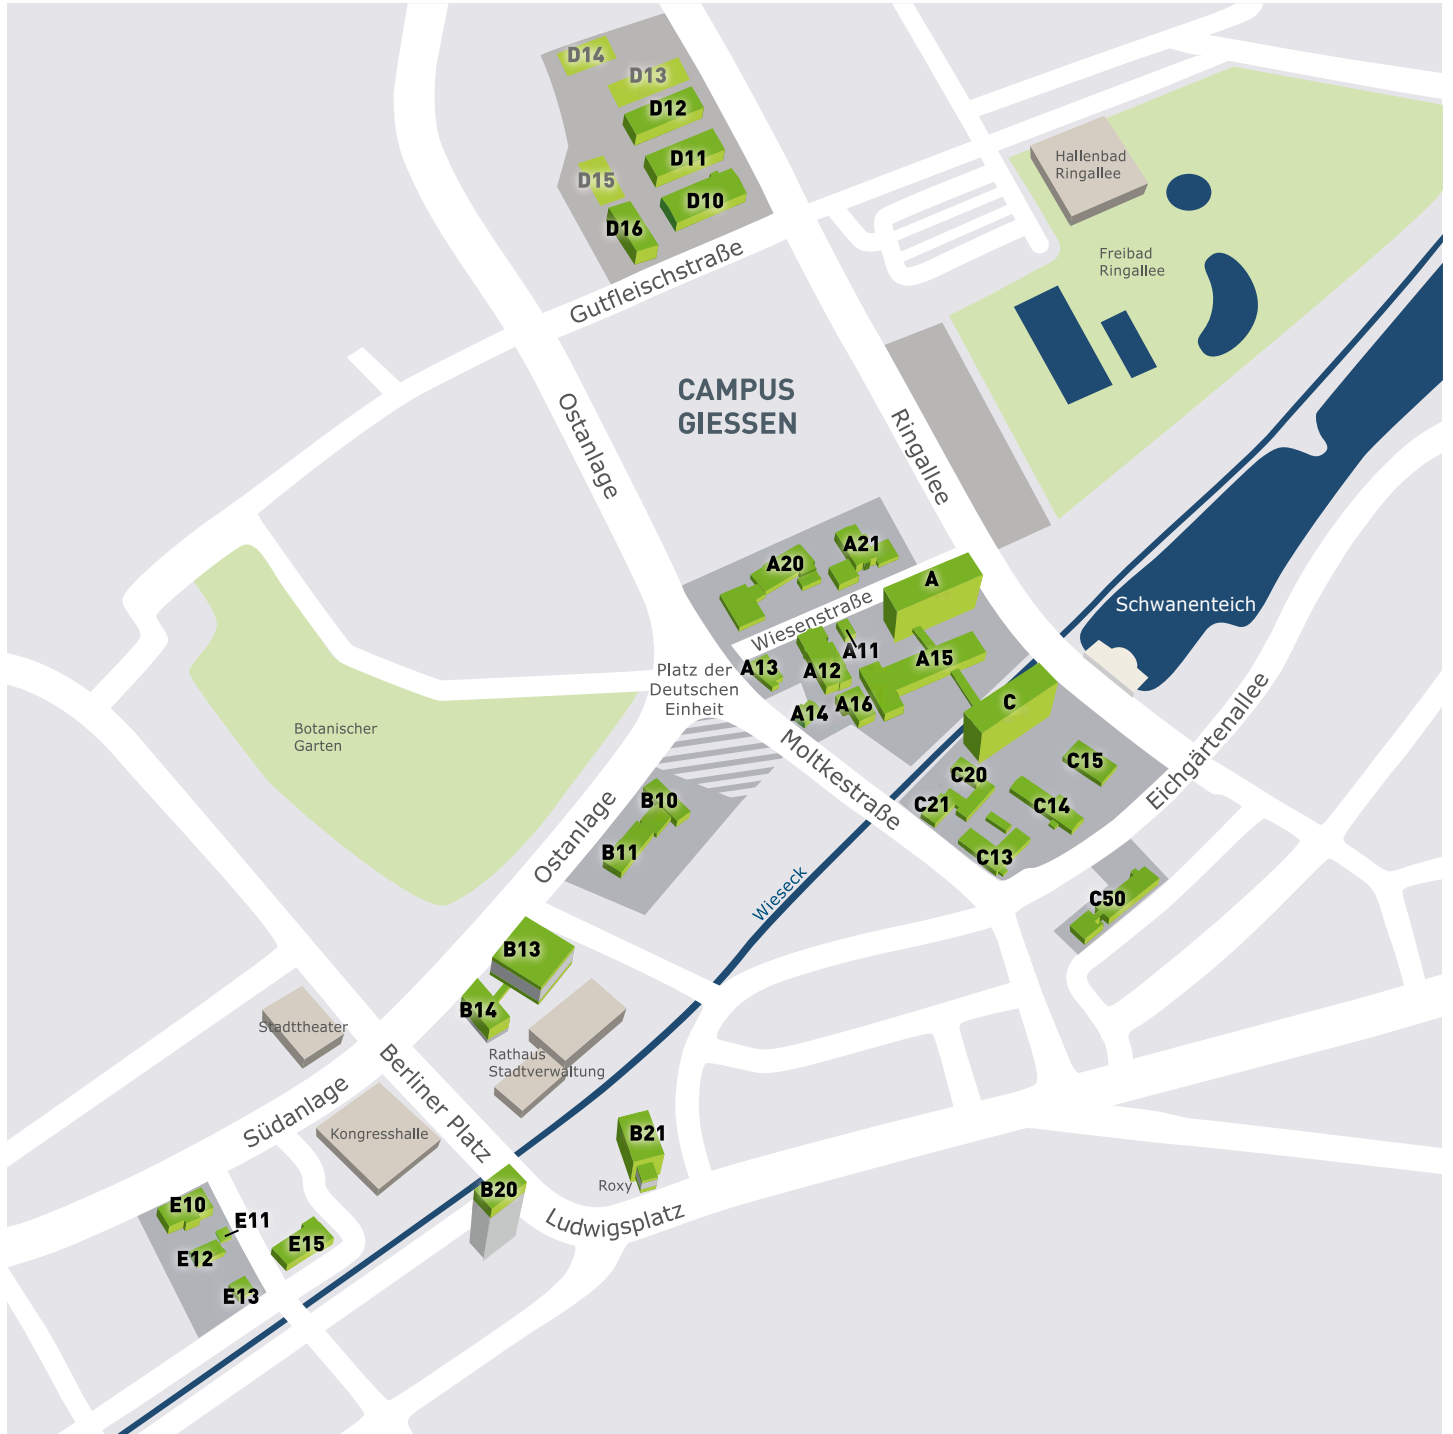 D14
D13
D12
D11
D15
D10
D16
Hallenbad
Ringallee
Freibad
Ringallee
Gutfleischstraße
CAMPUS
GIESSEN
Ostanlage
Ringallee
A21
A20
A
Wiesenstraße
Schwanenteich
A11
A15
A13
A12
Platz der
Deutschen
Einheit
A16
A14
C
Botanischer
Garten
Moltkestraße
C15
C20
C21
C14
Eichgärtenallee
B10
B11
Ostanlage
C13
Wieseck
C50
B13
B14
Stadttheater
Rathaus
Stadtverwaltung
Berliner Platz
Südanlage
Kongresshalle
B21
Roxy
B20
Ludwigsplatz
E10
E11
E12
E15
E13